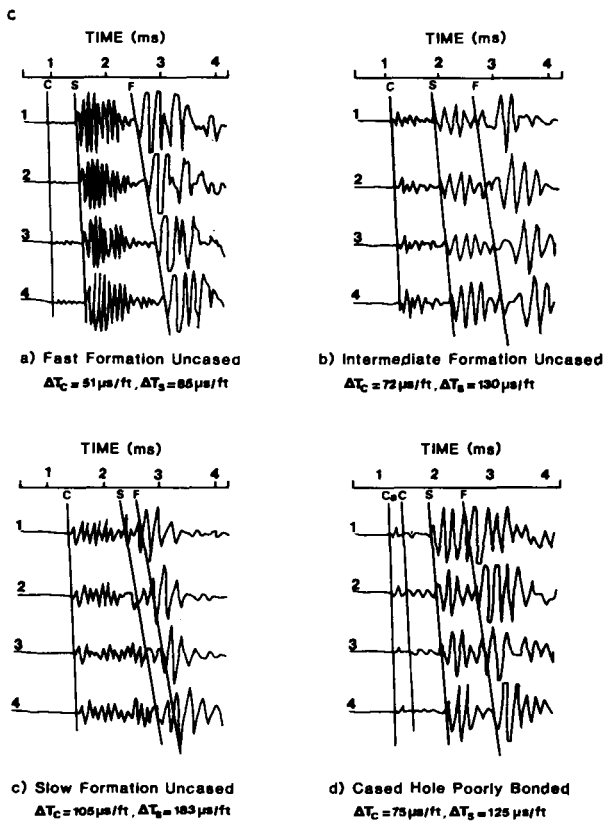 C
TIME (ms)
1 2 3 4
C S F
1
2
3
4
a) Fast Formation Uncased
ΔTC = 51 µs/ft, ΔTS = 85 µs/ft
TIME (ms)
1 2 3 4
C S F
1
2
3
4
b) Intermediate Formation Uncased
ΔTC = 72 µs/ft, ΔTS = 130 µs/ft
TIME (ms)
1 2 3 4
C S F
1
2
3
4
c) Slow Formation Uncased
ΔTC = 105 µs/ft, ΔTS = 183 µs/ft
TIME (ms)
1 2 3 4
C C S F
1
2
3
4
d) Cased Hole Poorly Bonded
ΔTC = 75 µs/ft, ΔTS = 125 µs/ft